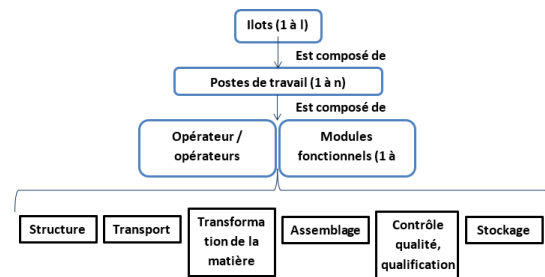 Ilots (1 à l)
Est composé de
Postes de travail (1 à n)
Est composé de
Opérateur /
opérateurs
Modules
fonctionnels (1 à
Structure
Transport
Transforma
tion de la
matière
Assemblage
Contrôle
qualité,
qualification
Stockage